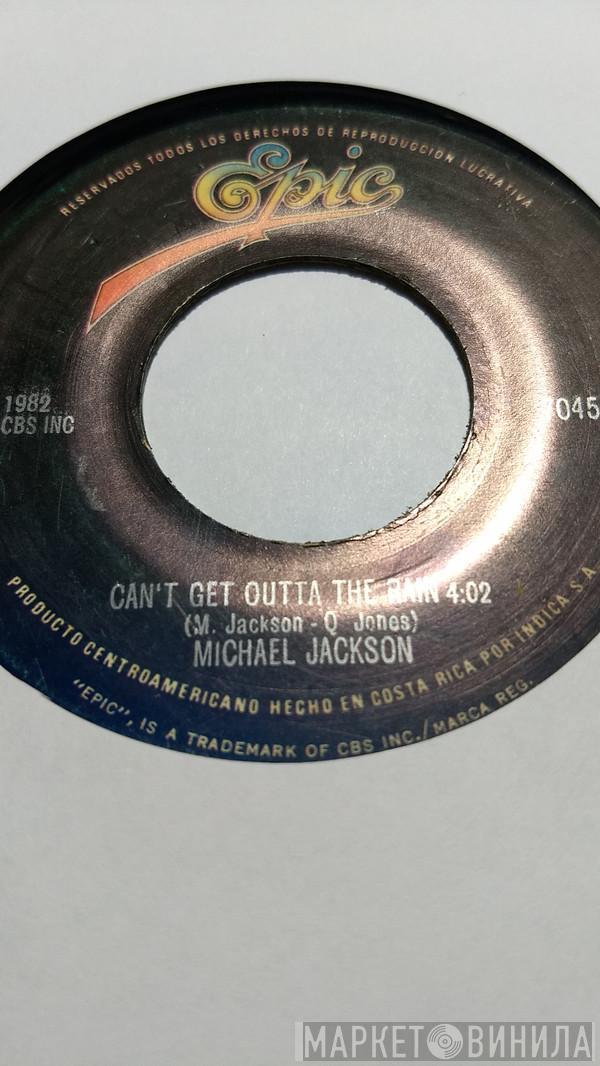 RESERVADOS TODOS LOS DERECHOS DE REPRODUCCION LUCRATIVA
Epic
1982
CBS INC
045
CAN'T GET OUTTA THE RAIN 4:02
(M. Jackson - Q Jones)
MICHAEL JACKSON
PRODUCTO CENTROAMERICANO HECHO EN COSTA RICA POR INDICA S.A
"EPIC", IS A TRADEMARK OF CBS INC./MARCA REG.
МАРКЕТ ВИНИЛА